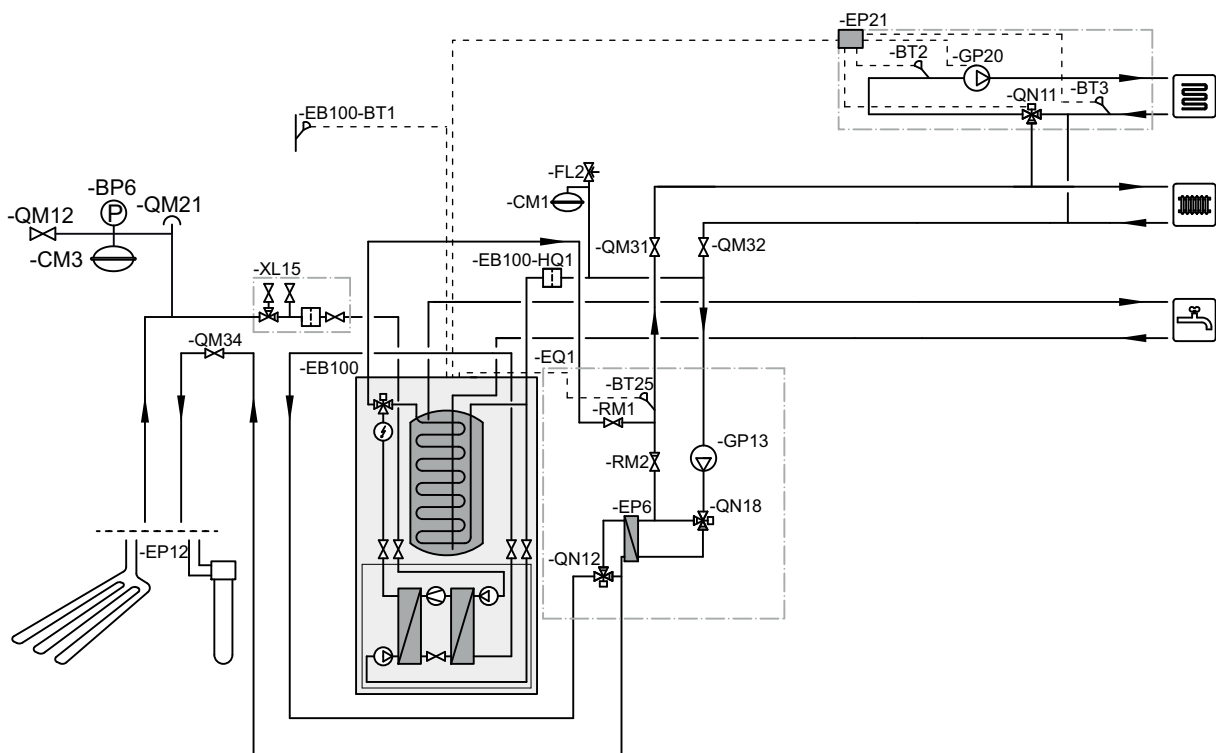 -EP21
-BT2
-GP20
-QN11
-BT3
-EB100-BT1
-BP6
-QM21
-QM12
-CM3
-FL2
-CM1
-XL15
-EB100-HQ1
-QM31
-QM32
-QM34
-EB100
-EQ1
-BT25
-RM1
-GP13
-RM2
-EP6
-QN18
-EP12
-QN12
P